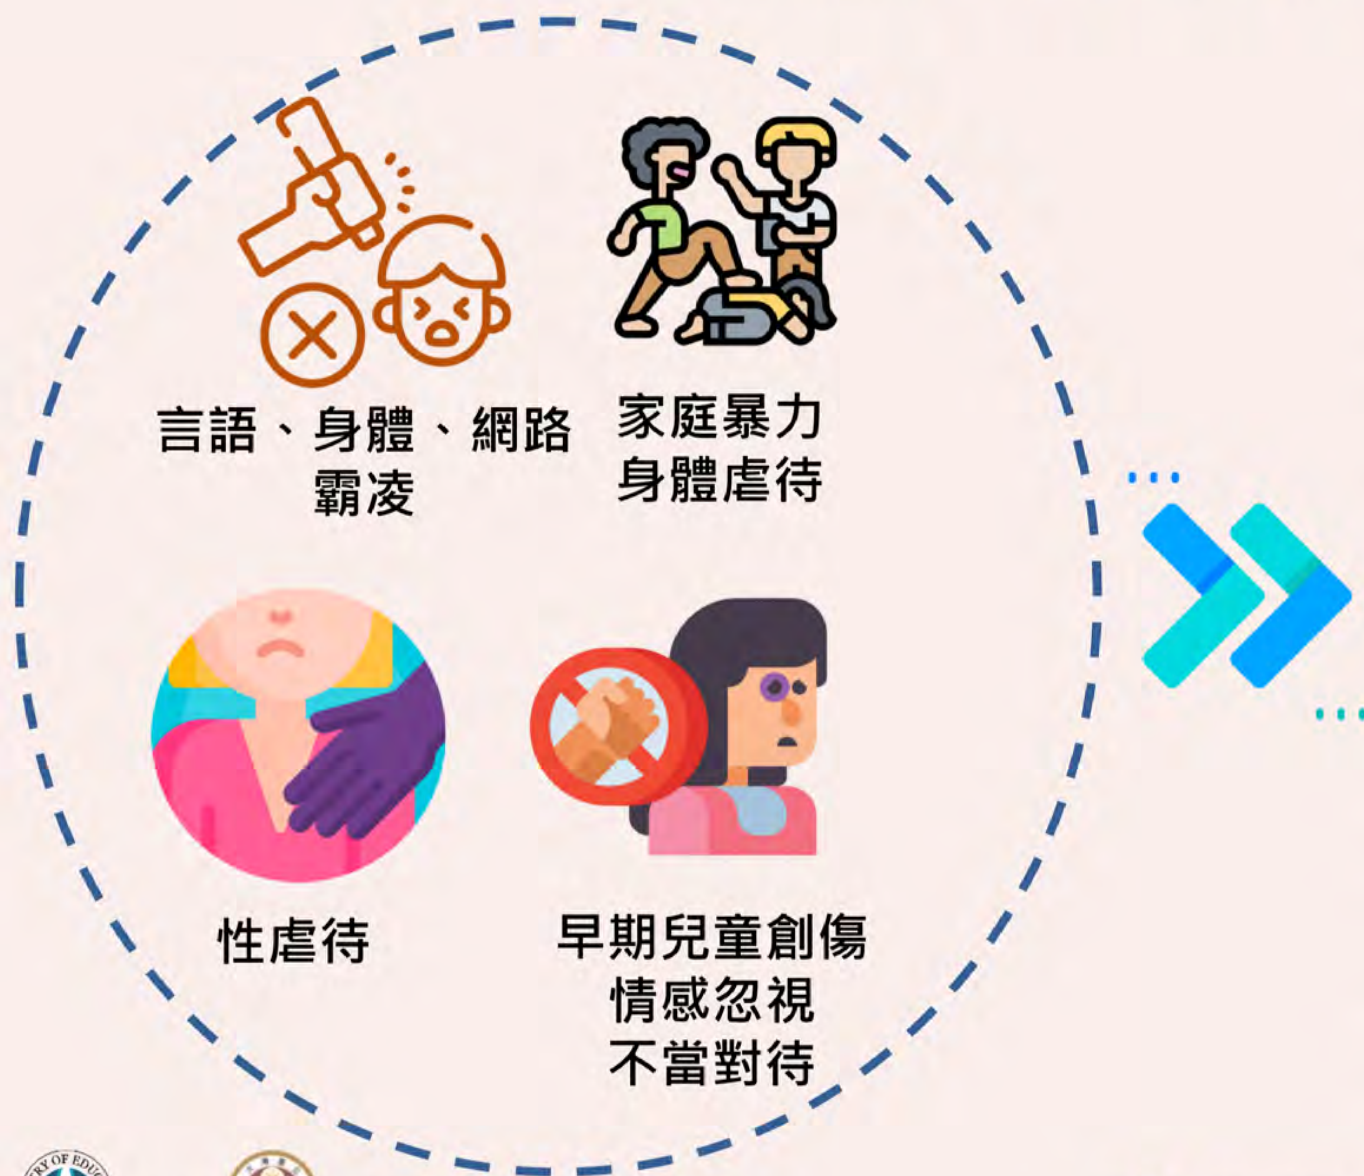 言語、身體、網路
霸凌
家庭暴力
身體虐待
性虐待
早期兒童創傷
情感忽視
不當對待